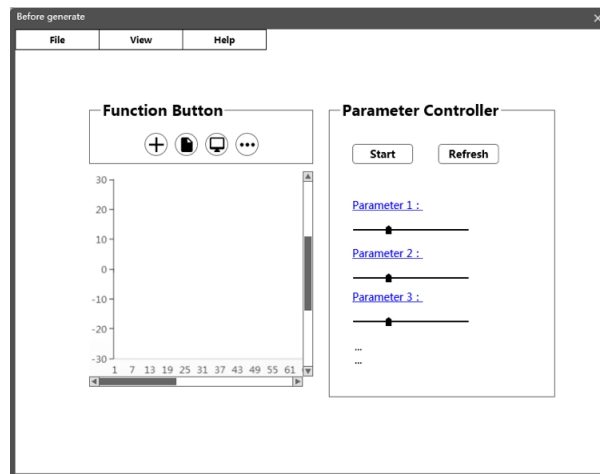 Before generate
File View Help
Function Button
Parameter Controller
Start Refresh
Parameter 1 :
Parameter 2 :
Parameter 3 :
...
...
30
20
10
0
-10
-20
-30
1 7 13 19 25 31 37 43 49 55 61